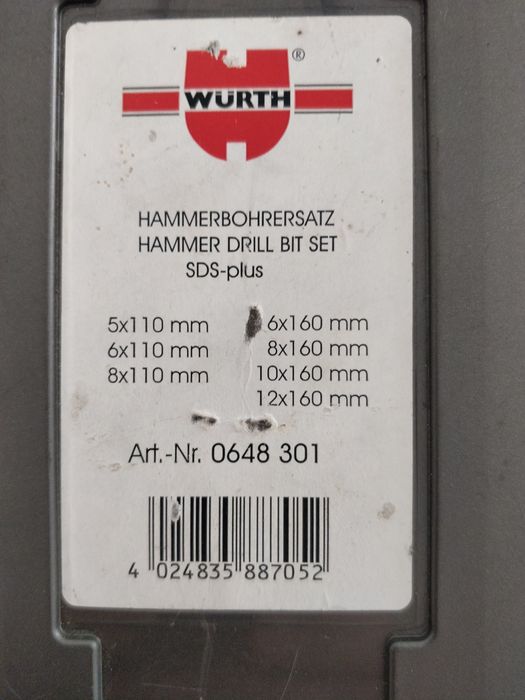 WÜRTH ®
HAMMERBOHRERSATZ
HAMMER DRILL BIT SET
SDS-plus
5x110 mm 6x160 mm
6x110 mm 8x160 mm
8x110 mm 10x160 mm
12x160 mm
Art.-Nr. 0648 301
4 024835 887052